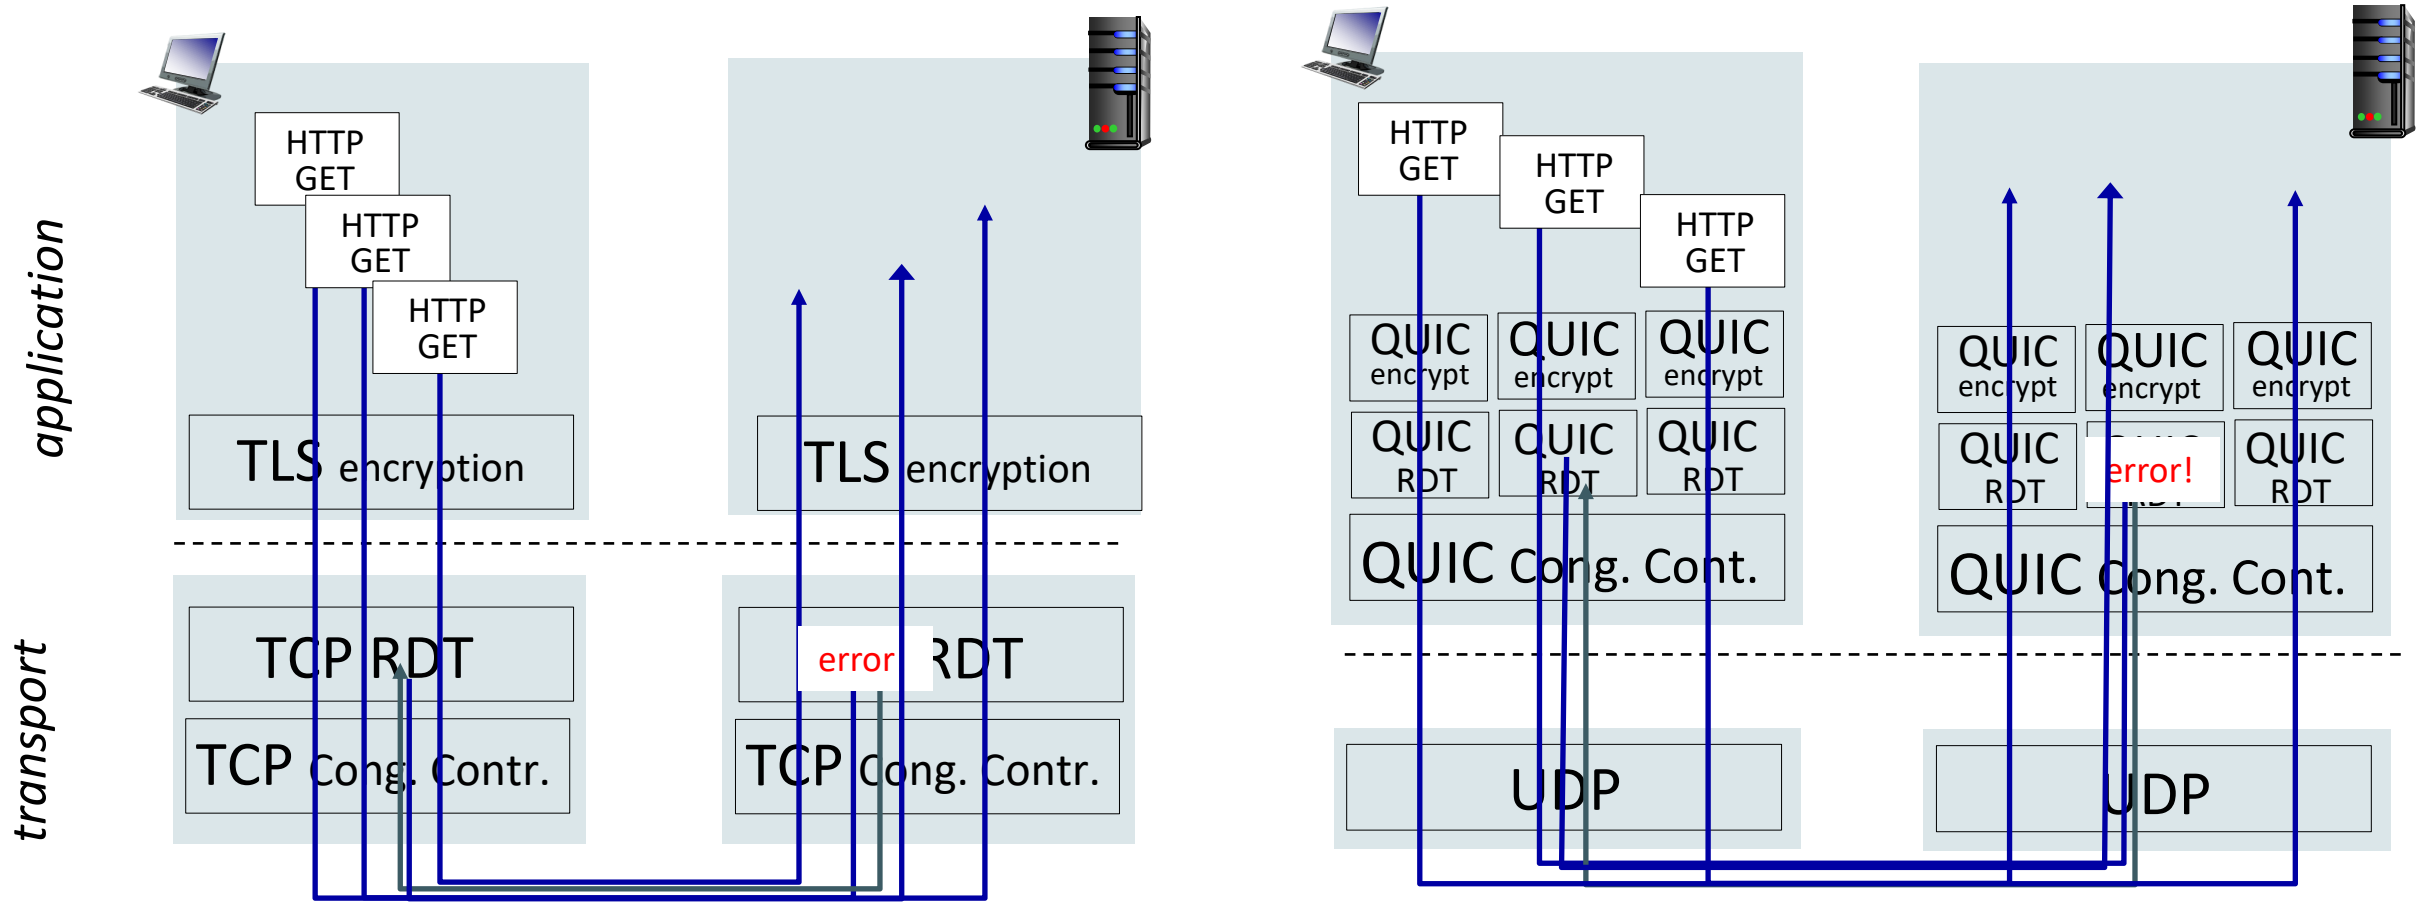 application
transport
HTTP
GET
HTTP
GET
HTTP
GET
TLS encryption
TCP RDT
TCP Cong. Contr.
TLS encryption
error
RDT
TCP Cong. Contr.
HTTP
GET
HTTP
GET
HTTP
GET
QUIC
encrypt
QUIC
encrypt
QUIC
encrypt
QUIC
RDT
QUIC
RDT
QUIC
RDT
QUIC Cong. Cont.
UDP
QUIC
encrypt
QUIC
encrypt
QUIC
encrypt
QUIC
RDT
error!
QUIC
RDT
QUIC Cong. Cont.
UDP